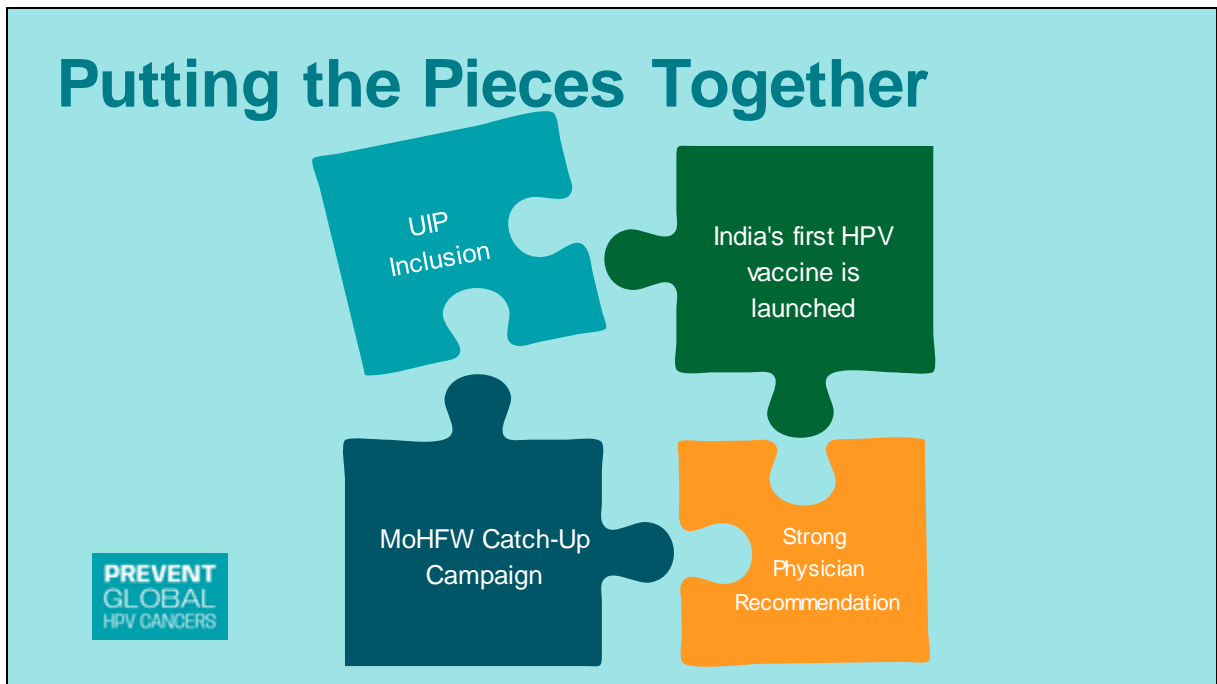 Putting the Pieces Together
UIP
Inclusion
India's first HPV
vaccine is
launched
MoHFW Catch-Up
Campaign
Strong
Physician
Recommendation
PREVENT
GLOBAL
HPV CANCERS